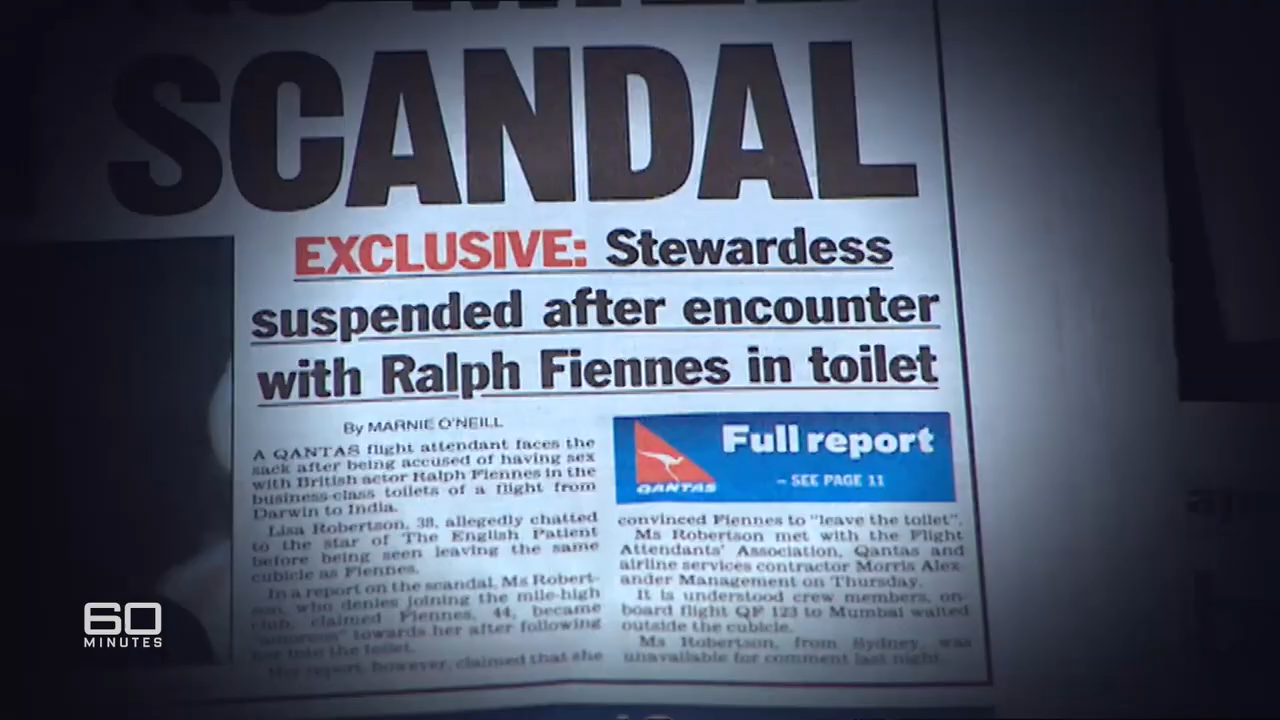 SCANDAL
EXCLUSIVE: Stewardess
suspended after encounter
with Ralph Fiennes in toilet
By MARNIE O'NEILL
A QANTAS flight attendant faces the
sack after being accused of having sex
with British actor Ralph Fiennes in the
business-class toilets of a flight from
Darwin to India.
Lisa Robertson, 38, allegedly chatted
to the star of The English Patient
before being seen leaving the same
cubicle as Fiennes.
In a report on the scandal, Ms Robert-
son, who denies joining the mile-high
club, claimed Fiennes, 44, became
"amorous" towards her after following
her into the toilet.
The report, however, claimed that she
Full report
QANTAS
– SEE PAGE 11
convinced Fiennes to "leave the toilet".
Ms Robertson met with the Flight
Attendants' Association, Qantas and
airline services contractor Morris Alex-
ander Management on Thursday.
It is understood crew members, on-
board flight QF 123 to Mumbai waited
outside the cubicle.
Ms Robertson, from Sydney, was
unavailable for comment last night.
60
MINUTES